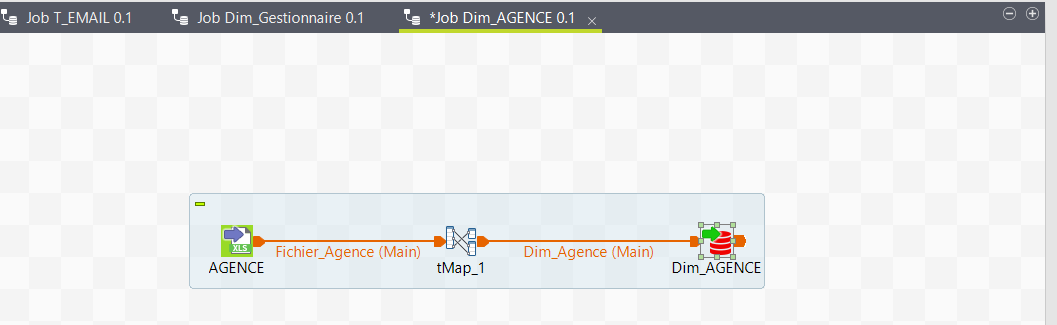 Job T_EMAIL 0.1 Job Dim_Gestionnaire 0.1 *Job Dim_AGENCE 0.1
XLS
Fichier_Agence (Main) Dim_Agence (Main)
AGENCE tMap_1 Dim_AGENCE